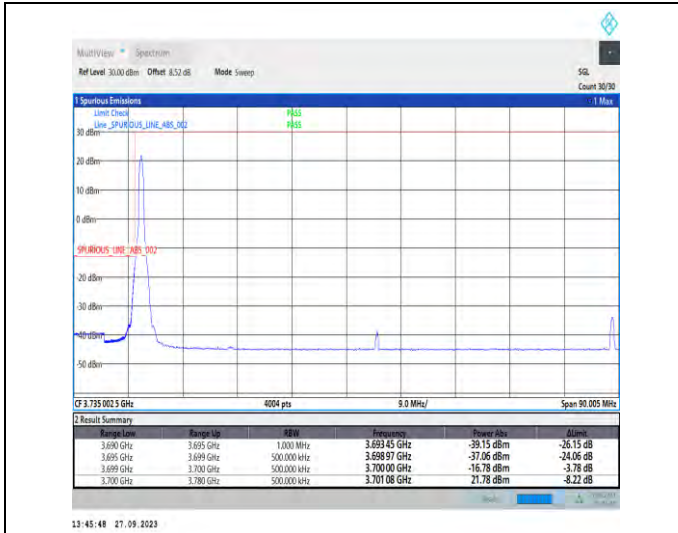 MultiView Spectrum
Ref Level 30.00 dBm Offset 8.52 dB Mode Sweep SGL
Count 30/30
1 Spurious Emissions 1 Max
Limit Check PASS
Line _SPURIOUS_LINE_ABS_002 PASS
30 dBm
20 dBm
10 dBm
0 dBm
SPURIOUS_LINE_ABS_002
-20 dBm
-30 dBm
-40 dBm
-50 dBm
CF 3.735 002 5 GHz 4004 pts 9.0 MHz/ Span 90.005 MHz
2 Result Summary
Range Low Range Up RBW Frequency Power Abs ΔLimit
3.690 GHz 3.695 GHz 1.000 MHz 3.693 45 GHz -39.15 dBm -26.15 dB
3.695 GHz 3.699 GHz 500.000 kHz 3.698 97 GHz -37.06 dBm -24.06 dB
3.699 GHz 3.700 GHz 500.000 kHz 3.700 00 GHz -16.78 dBm -3.78 dB
3.700 GHz 3.780 GHz 500.000 kHz 3.701 08 GHz 21.78 dBm -8.22 dB
13:45:48 27.09.2023